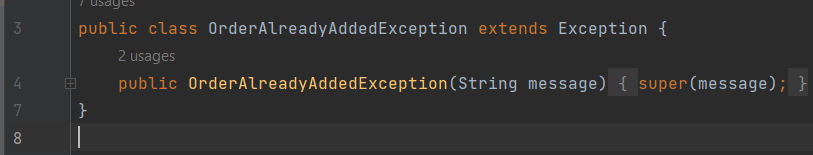 7 usages
3 public class OrderAlreadyAddedException extends Exception {
2 usages
4 public OrderAlreadyAddedException(String message) { super(message); }
7 }
8